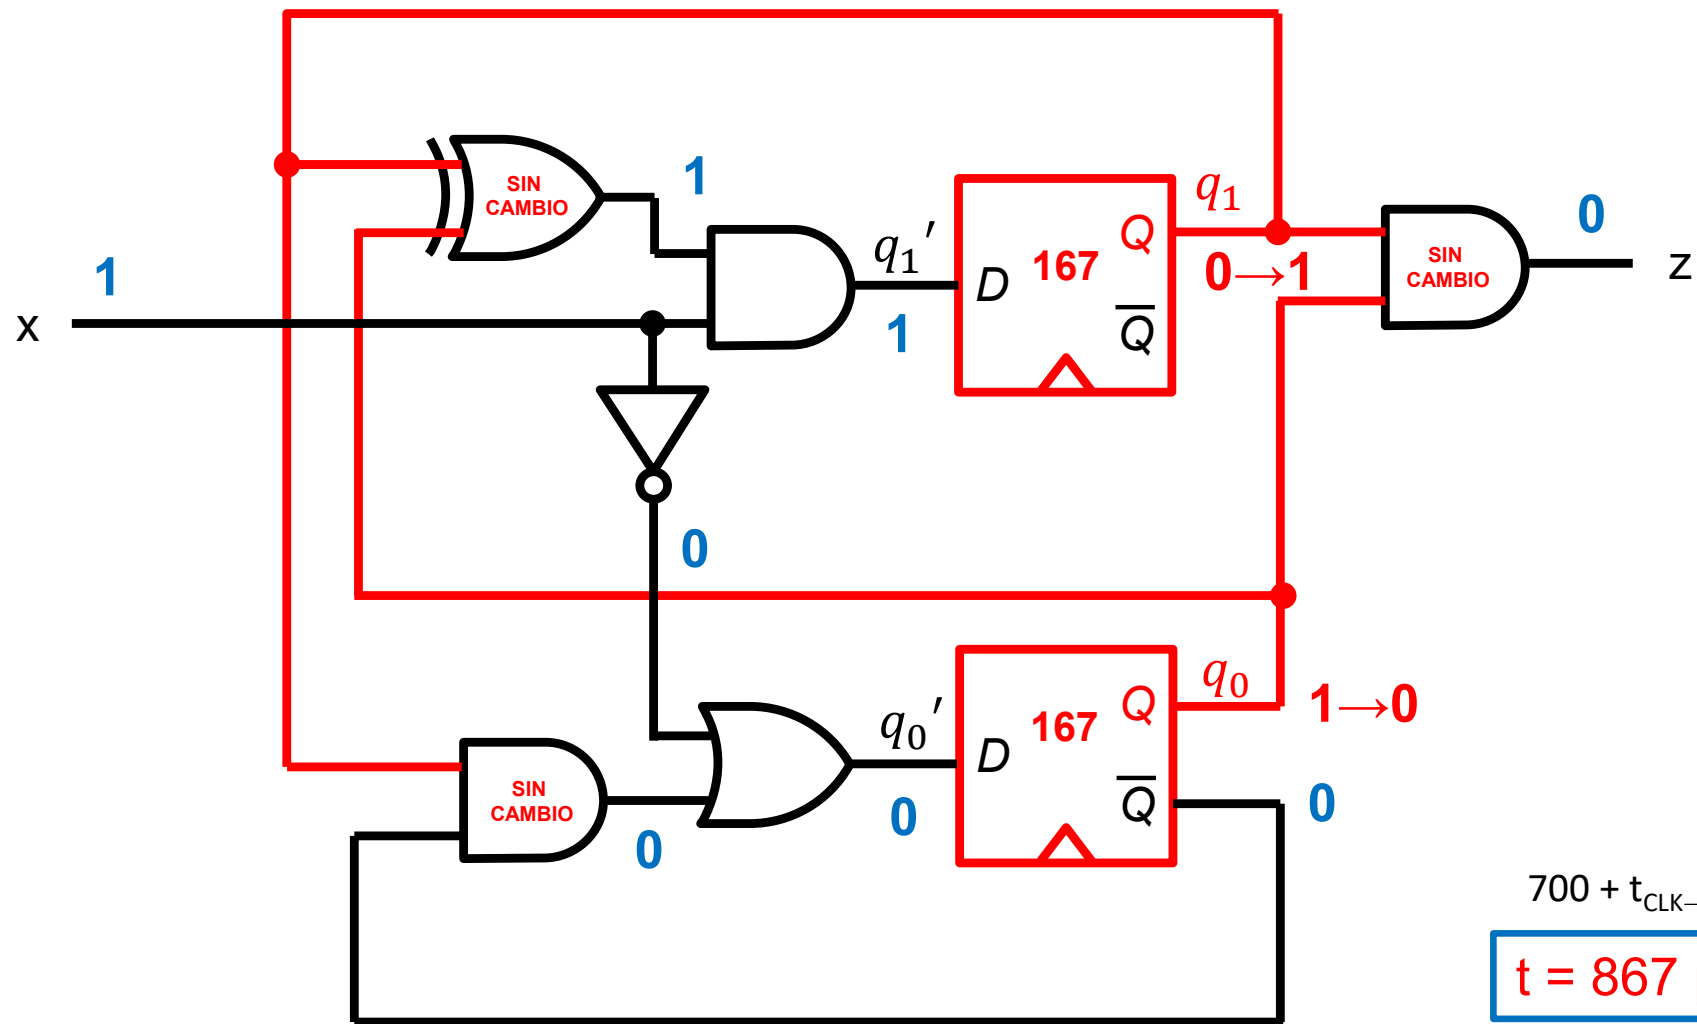 SIN
CAMBIO
1
q₁
0
Q
q₁′
167
SIN
CAMBIO
1
0→1
z
x
D
Q̅
1
0
q₀
Q
1→0
q₀′
167
D
SIN
CAMBIO
Q̅
0
0
0
700 + t_CLK–
t = 867